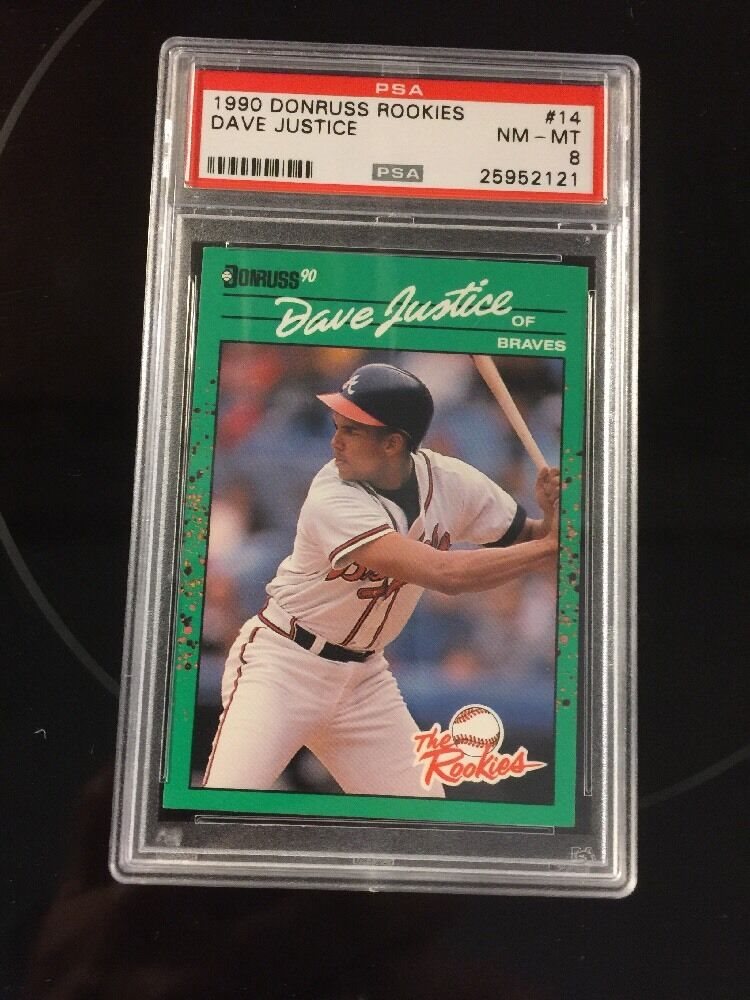 PSA
1990 DONRUSS ROOKIES #14
DAVE JUSTICE NM - MT
8
PSA 25952121
DONRUSS 90
Dave Justice OF
BRAVES
A
The
Rookies